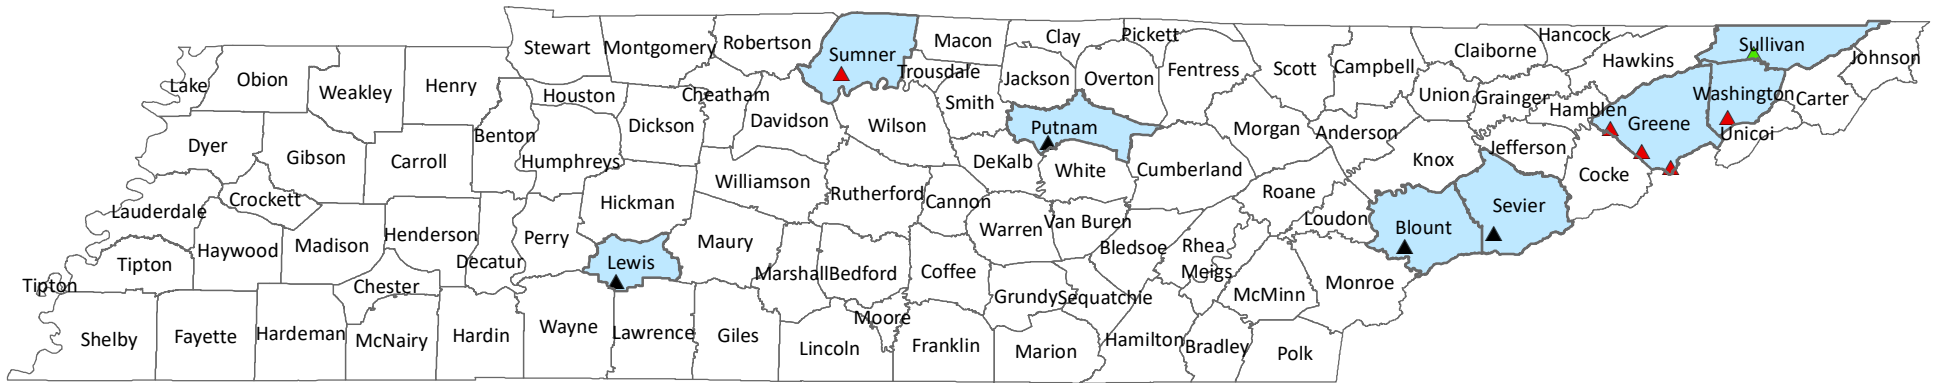 Lake
Obion
Weakley
Henry
Stewart
Montgomery
Robertson
Sumner
Macon
Trousdale
Clay
Pickett
Jackson
Overton
Fentress
Scott
Campbell
Claiborne
Hancock
Hawkins
Sullivan
Johnson
Houston
Cheatham
Smith
Union
Grainger
Hamblen
Washington
Carter
Dyer
Gibson
Carroll
Benton
Humphreys
Dickson
Davidson
Wilson
Putnam
Morgan
Anderson
Greene
Unicoi
DeKalb
White
Cumberland
Knox
Jefferson
Cocke
Lauderdale
Crockett
Hickman
Williamson
Rutherford
Cannon
Roane
Loudon
Sevier
Blount
Haywood
Madison
Henderson
Perry
Maury
Warren
Van Buren
Bledsoe
Rhea
Meigs
Tipton
Tipton
Chester
Decatur
Lewis
Marshall
Bedford
Coffee
Grundy
Sequatchie
McMinn
Monroe
Shelby
Fayette
Hardeman
McNairy
Hardin
Wayne
Lawrence
Giles
Lincoln
Moore
Franklin
Marion
Hamilton
Bradley
Polk